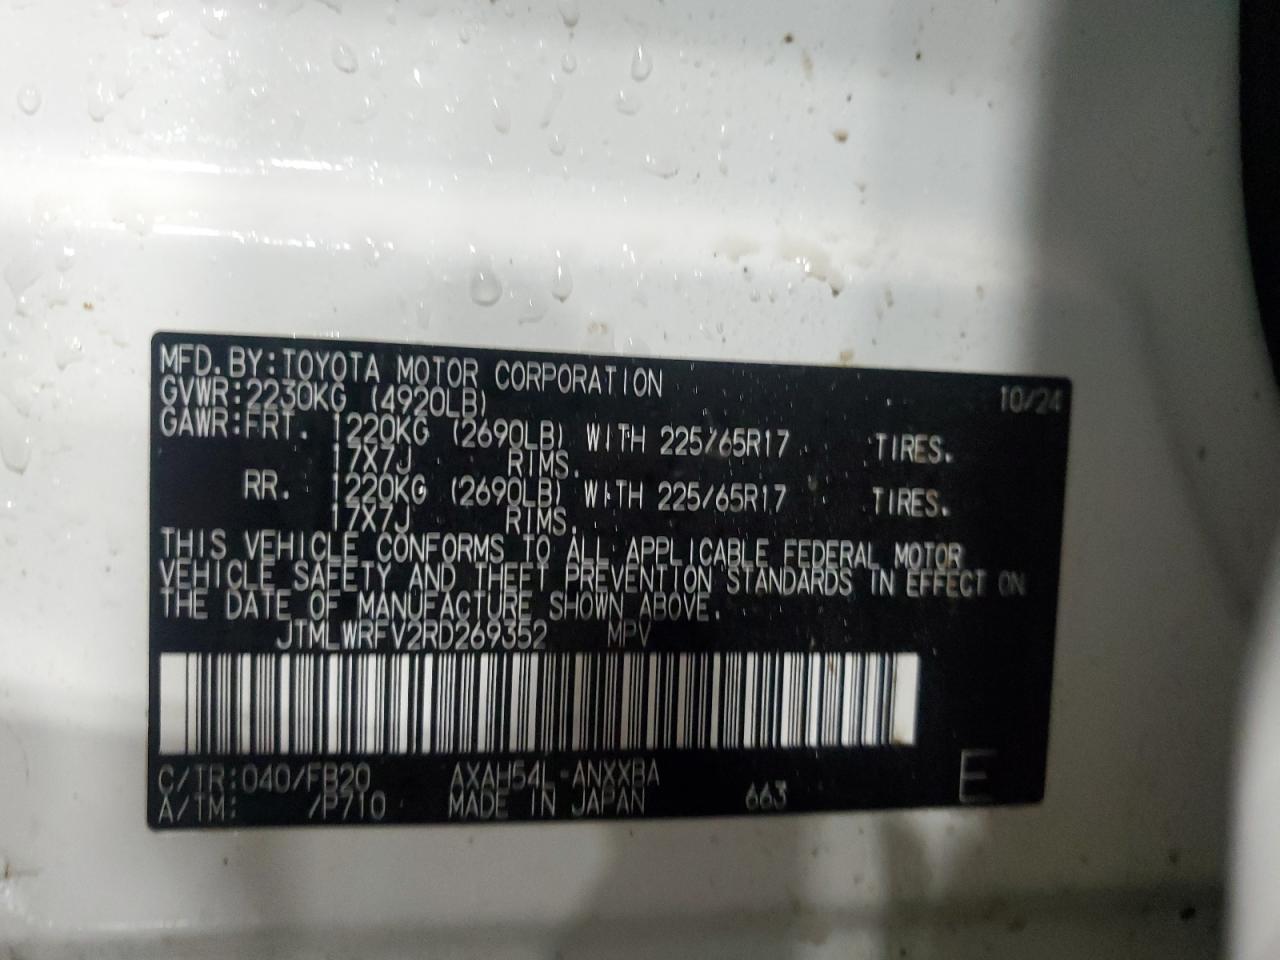 MFD.BY:TOYOTA MOTOR CORPORATION 10/24
GVWR:2230KG (4920LB)
GAWR:FRT. 1220KG (2690LB) WITH 225/65R17 TIRES.
17X7J RIMS.
RR. 1220KG (2690LB) WITH 225/65R17 TIRES.
17X7J RIMS.
THIS VEHICLE CONFORMS TO ALL APPLICABLE FEDERAL MOTOR
VEHICLE SAFETY AND THEFT PREVENTION STANDARDS IN EFFECT ON
THE DATE OF MANUFACTURE SHOWN ABOVE.
JTMLWRFV2RD269352 MPV
C/TR:040/FB20 AXAH54L-ANXXBA
A/TM: /P710 MADE IN JAPAN 663 E